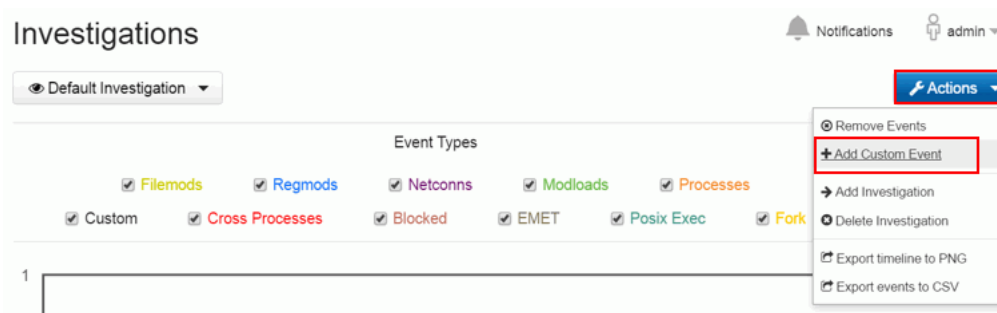 Investigations
Notifications
admin
Default Investigation
Actions
Remove Events
Event Types
Add Custom Event
Filemods Regmods Netconns Modloads Processes
Add Investigation
Custom Cross Processes Blocked EMET Posix Exec Fork
Delete Investigation
Export timeline to PNG
1
Export events to CSV